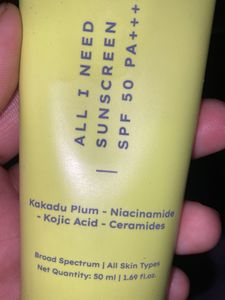 ALL I NEED
SUNSCREEN
| SPF 50 PA+++
Kakadu Plum - Niacinamide
- Kojic Acid - Ceramides
Broad Spectrum | All Skin Types
Net Quantity: 50 ml | 1.69 fl.oz.